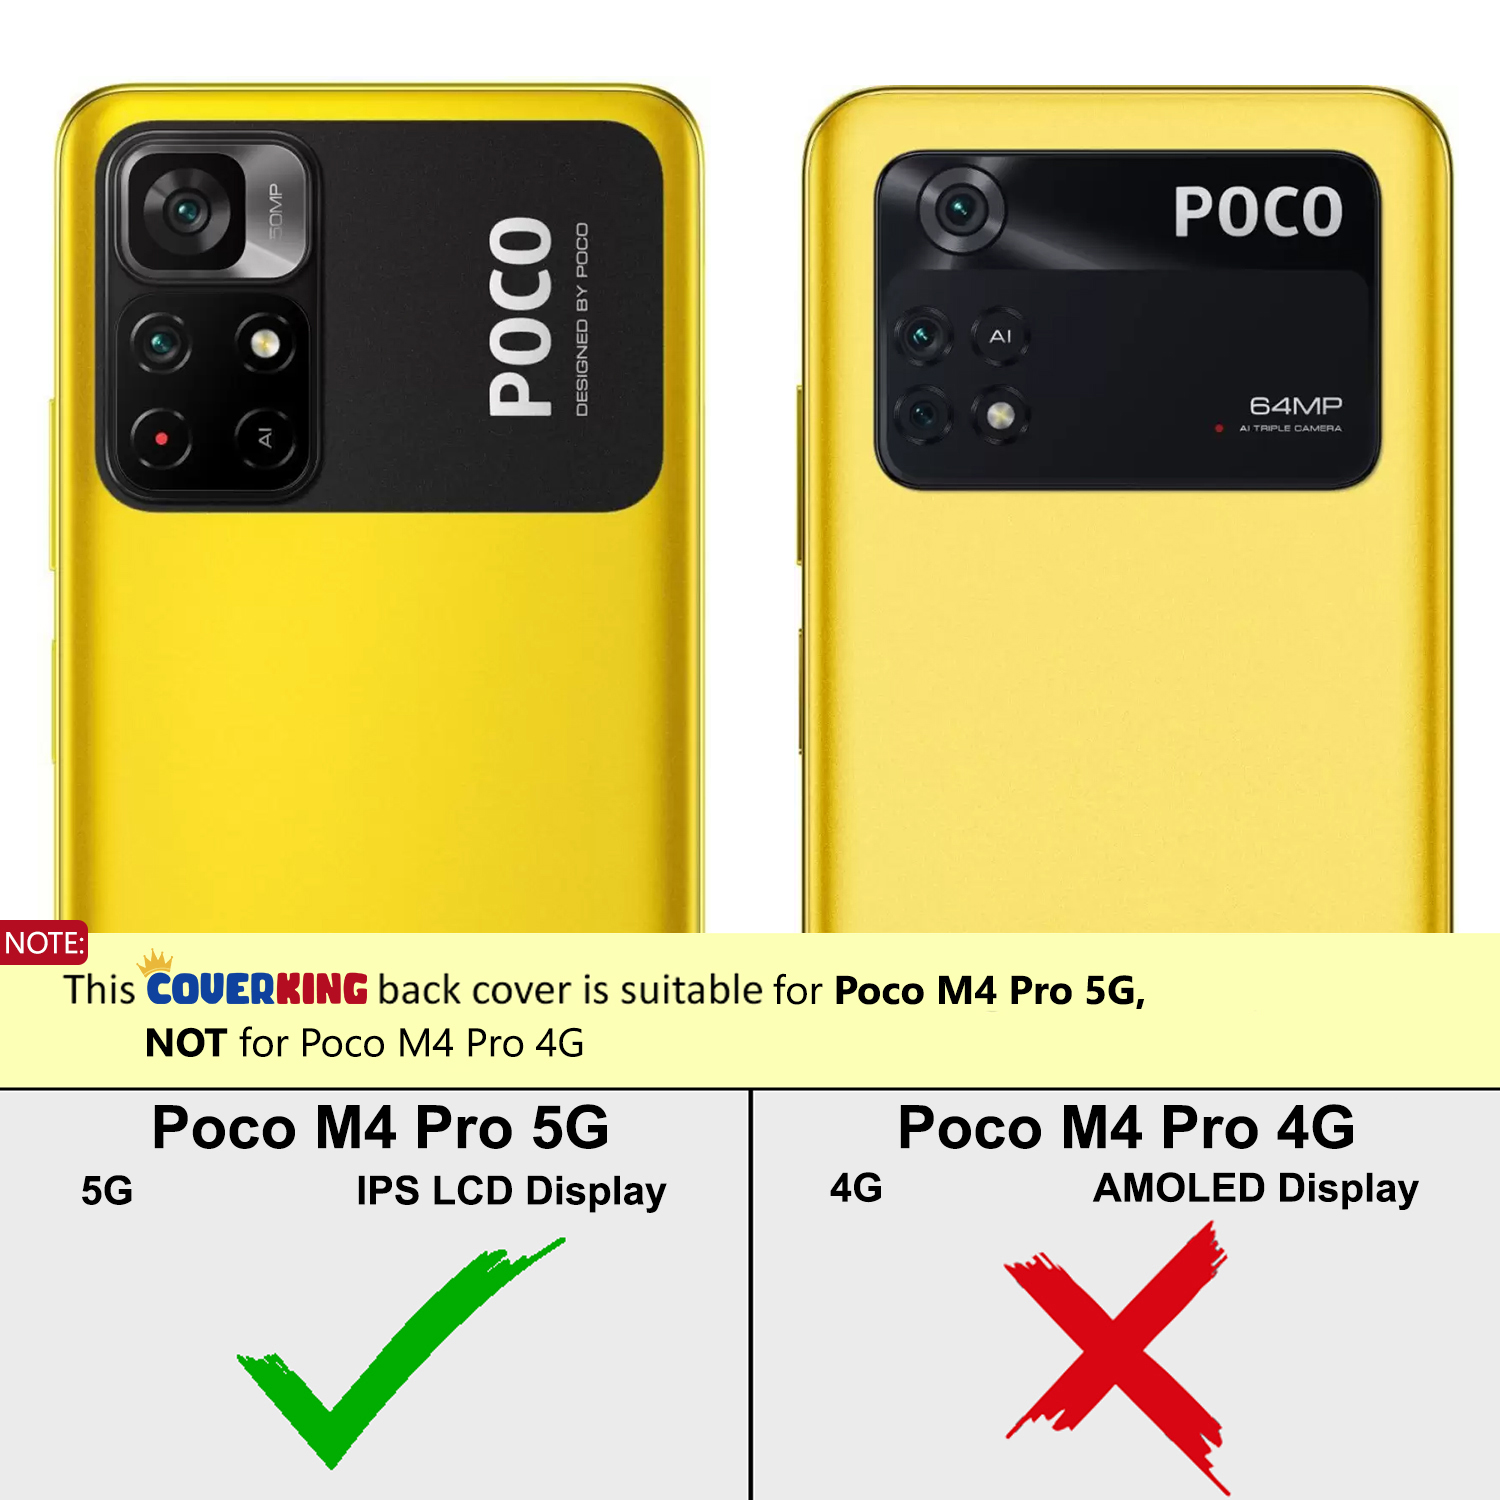 50MP
POCO
DESIGNED BY POCO
AI
POCO
AI
64MP
AI TRIPLE CAMERA
NOTE:
This COVERKING back cover is suitable for Poco M4 Pro 5G,
NOT for Poco M4 Pro 4G
Poco M4 Pro 5G
5G IPS LCD Display
Poco M4 Pro 4G
4G AMOLED Display